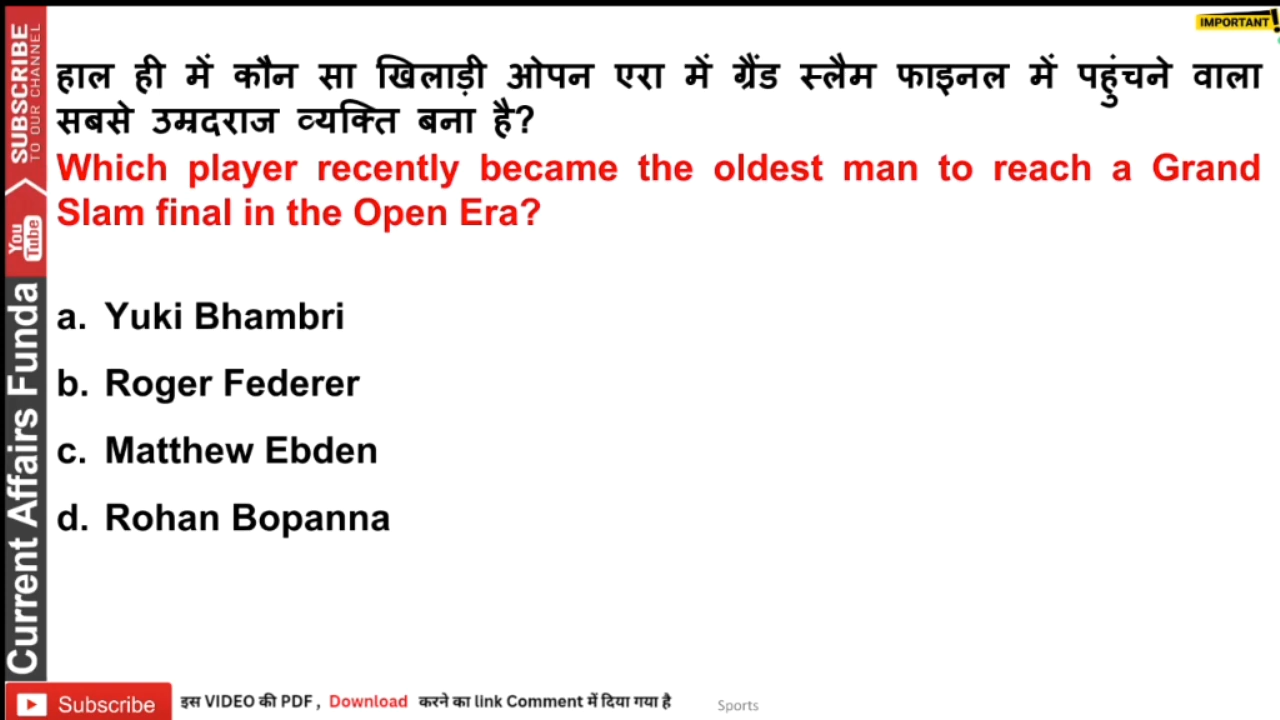 IMPORTANT
SUBSCRIBE
TO OUR CHANNEL
You
Tube
Current Affairs Funda
हाल ही में कौन सा खिलाड़ी ओपन एरा में ग्रैंड स्लैम फाइनल में पहुंचने वाला
सबसे उम्रदराज व्यक्ति बना है?
Which player recently became the oldest man to reach a Grand
Slam final in the Open Era?
a. Yuki Bhambri
b. Roger Federer
c. Matthew Ebden
d. Rohan Bopanna
Subscribe
इस VIDEO की PDF , Download करने का link Comment में दिया गया है
Sports